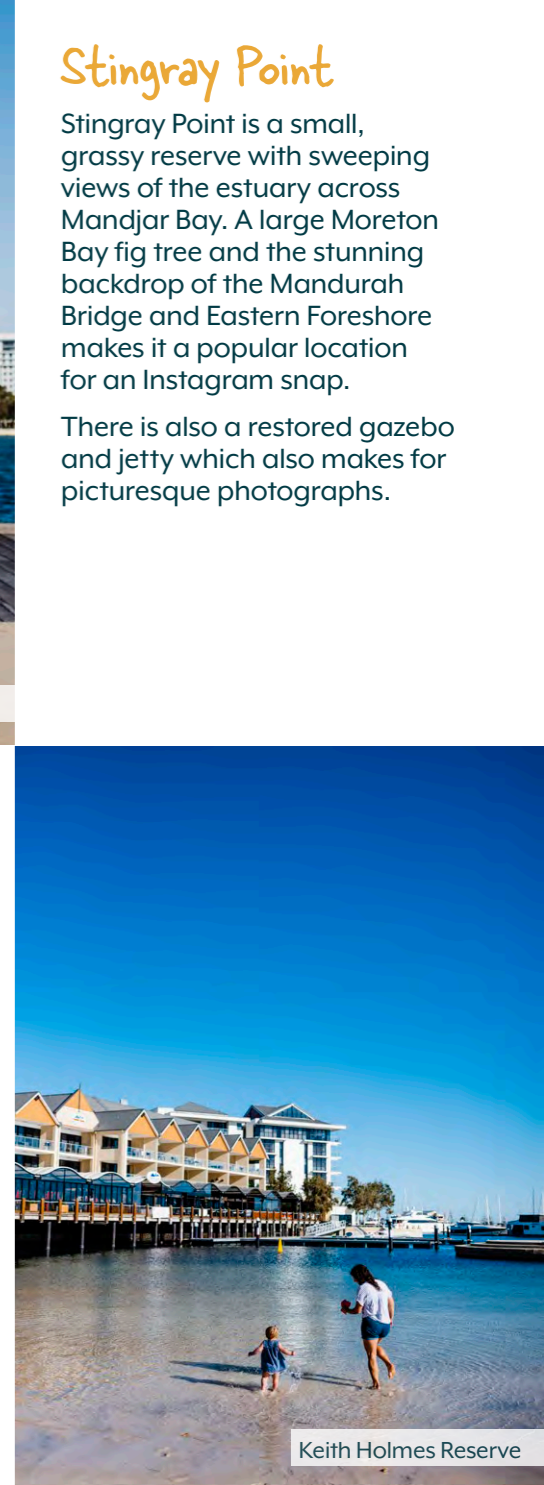 Stingray Point
Stingray Point is a small,
grassy reserve with sweeping
views of the estuary across
Mandjar Bay. A large Moreton
Bay fig tree and the stunning
backdrop of the Mandurah
Bridge and Eastern Foreshore
makes it a popular location
for an Instagram snap.
There is also a restored gazebo
and jetty which also makes for
picturesque photographs.
Keith Holmes Reserve